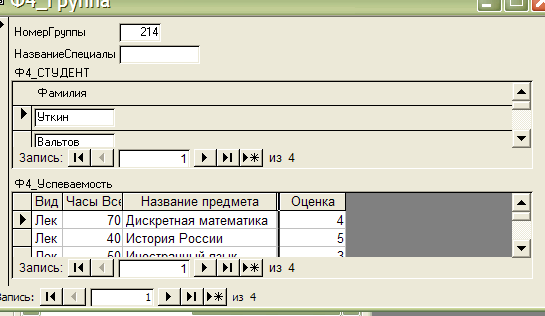 Ф4_Группа
НомерГруппы 214
НазваниеСпециалы
Ф4_СТУДЕНТ
Фамилия
Уткин
Вальтов
Запись: 1 из 4
Ф4_Успеваемость
Вид Часы Все Название предмета Оценка
Лек 70 Дискретная математика 4
Лек 40 История России 5
Лек 60 Иностранный язык 3
Запись: 1 из 4
Запись: 1 из 4